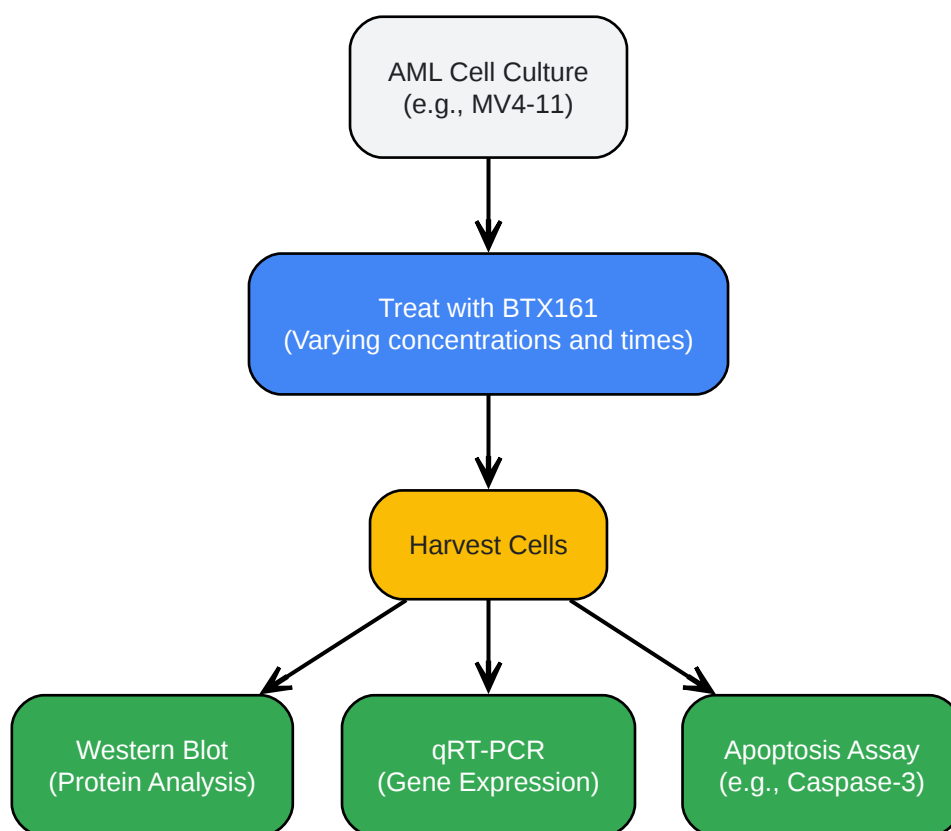 AML Cell Culture
(e.g., MV4-11)
Treat with BTX161
(Varying concentrations and times)
Harvest Cells
Western Blot
(Protein Analysis)
qRT-PCR
(Gene Expression)
Apoptosis Assay
(e.g., Caspase-3)